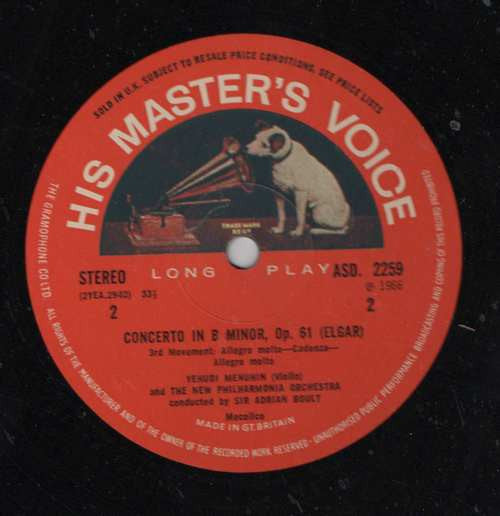 SOLD IN U.K. SUBJECT TO RESALE PRICE CONDITIONS, SEE PRICE LISTS
HIS MASTER'S VOICE
TRADE MARK
REGD
STEREO
LONG PLAY
ASD. 2259
(2YEA.2940) 33⅓
℗ 1966
2
2
CONCERTO IN B MINOR, Op. 61 (ELGAR)
3rd Movement: Allegro molto—Cadenza—
Allegro molto
YEHUDI MENUHIN (Violin)
and THE NEW PHILHARMONIA ORCHESTRA
conducted by SIR ADRIAN BOULT
Mecolico
MADE IN GT. BRITAIN
THE GRAMOPHONE CO LTD. ALL RIGHTS OF THE MANUFACTURER AND OF THE OWNER OF THE RECORDED WORK RESERVED - UNAUTHORISED PUBLIC PERFORMANCE BROADCASTING AND COPYING OF THIS RECORD PROHIBITED